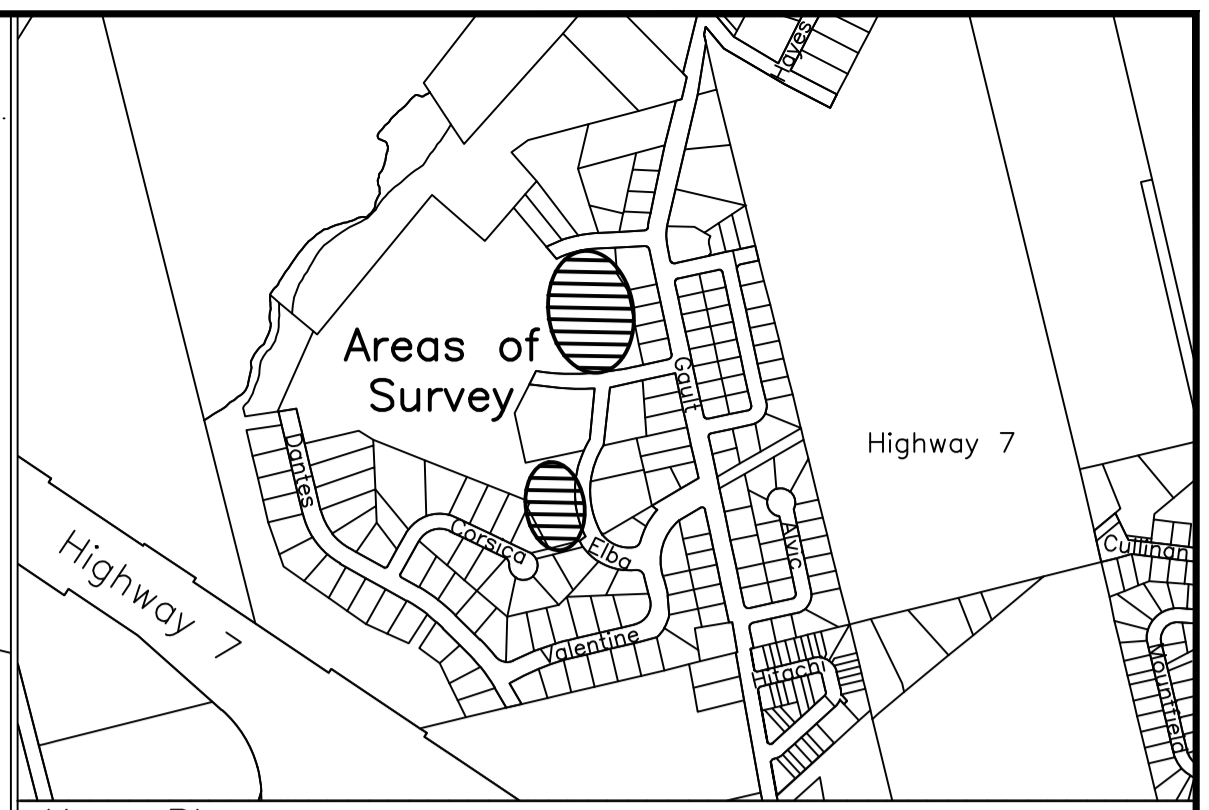 Hayes
Areas of
Survey
Gault
Highway 7
Dantes
Corsica
Elba
Alvic
Cullinan
Highway 7
Valentine
Hitachi
Mountfield